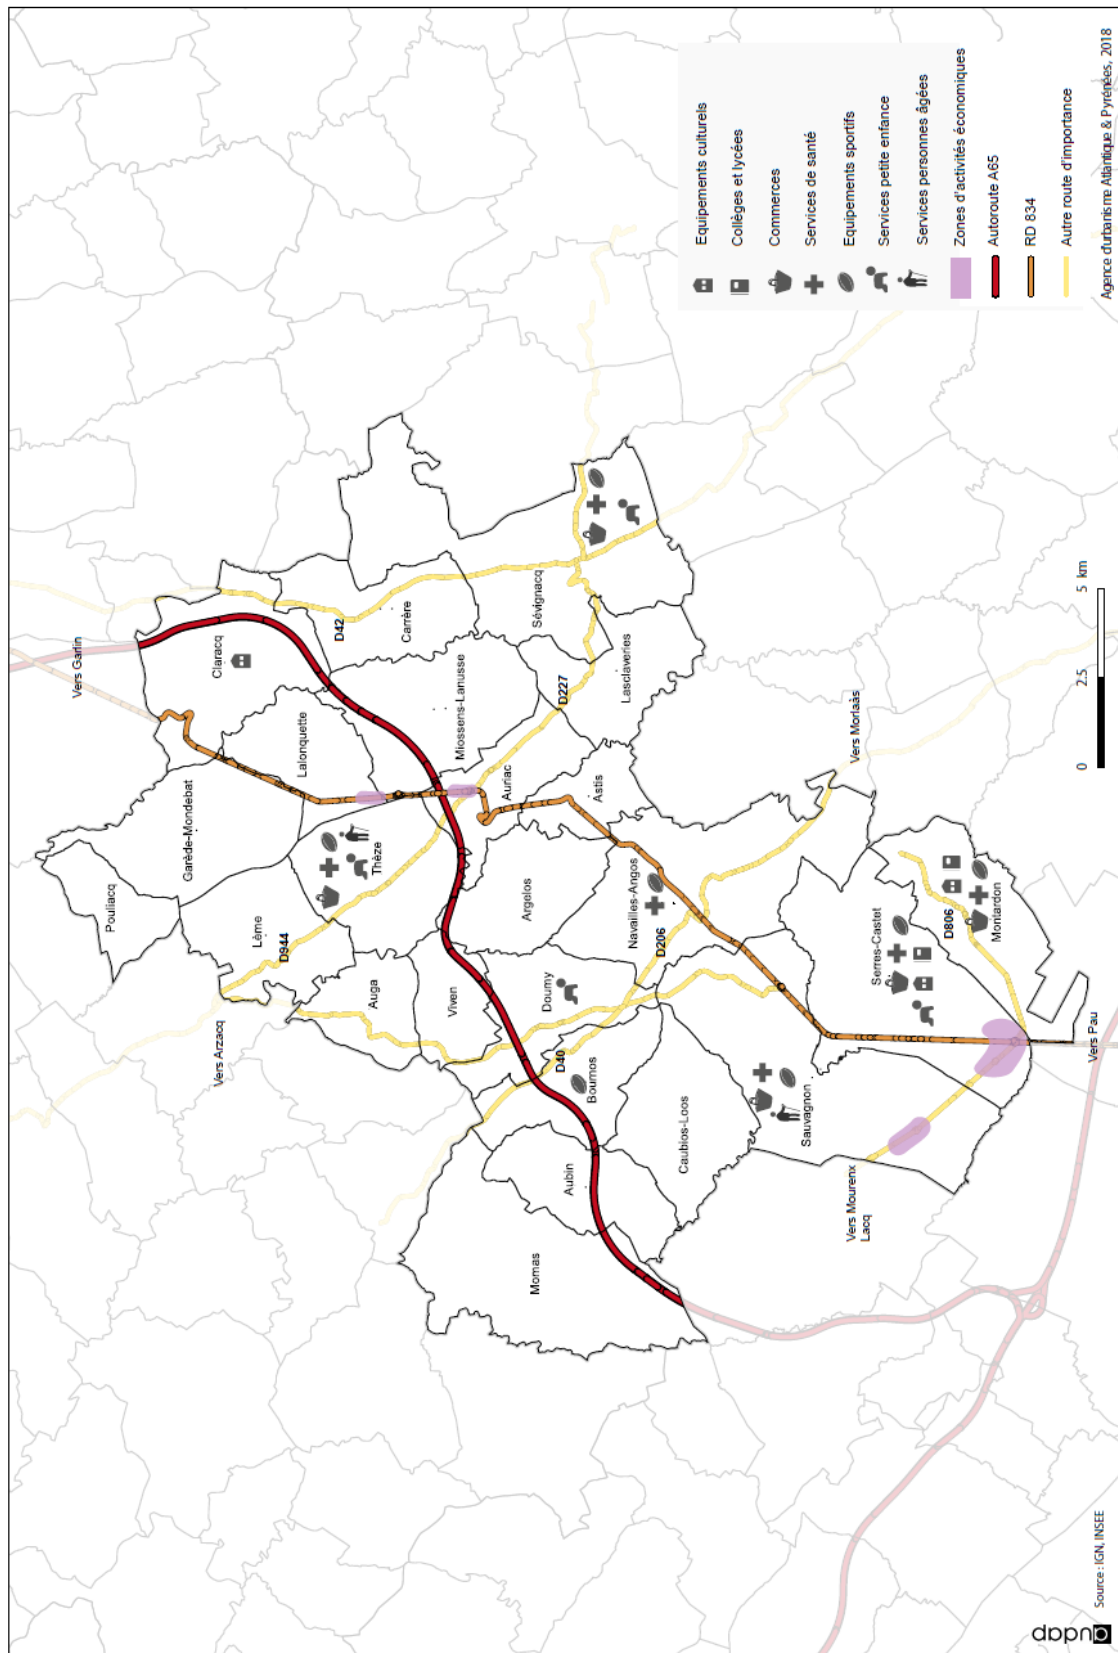 Vers Garlin
Claracq
D42
Carrère
Lalonquette
Garède-Mondebat
Pouliacq
Miossens-Lanusse
Sévignacq
D227
Lasclaveries
Auriac
Astis
Thèze
Lème
D944
Vers Arzacq
Auga
Viven
Argelos
Doumy
Navailles-Angos
D206
Vers Morlaàs
D40
Bournos
Aubin
Momas
Caubios-Loos
Sauvagnon
Serres-Castet
D806
Montardon
Vers Mourenx
Lacq
Vers Pau
Equipements culturels
Collèges et lycées
Commerces
Services de santé
Equipements sportifs
Services petite enfance
Services personnes âgées
Zones d'activités économiques
Autoroute A65
RD 834
Autre route d'importance
0 2.5 5 km
Agence d'urbanisme Atlantique & Pyrénées, 2018
Source : IGN, INSEE
audap